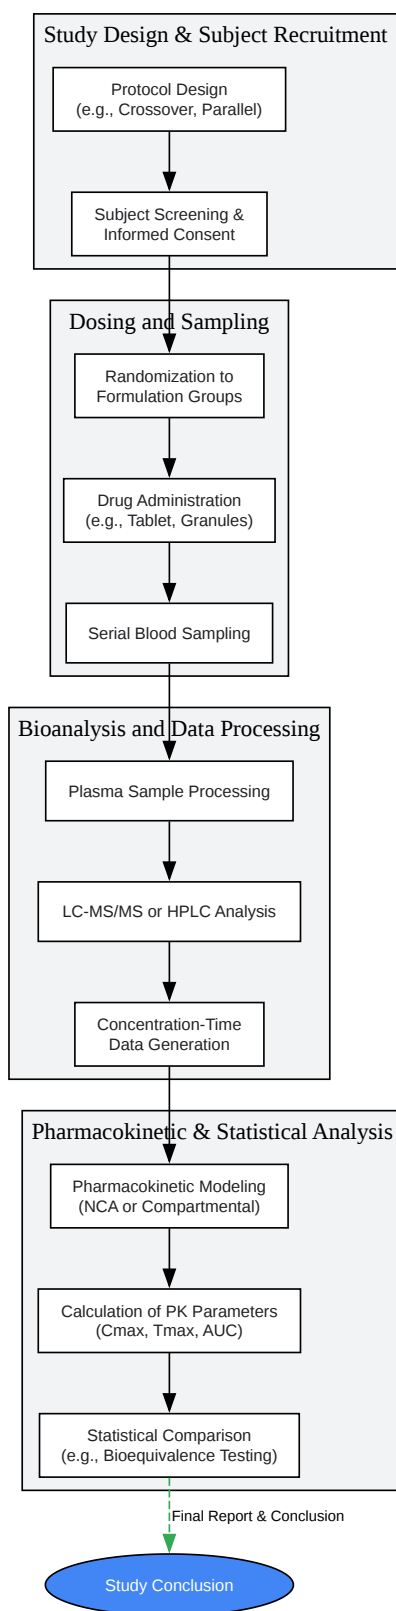 Study Design & Subject Recruitment
Protocol Design
(e.g., Crossover, Parallel)
Subject Screening &
Informed Consent
Dosing and Sampling
Randomization to
Formulation Groups
Drug Administration
(e.g., Tablet, Granules)
Serial Blood Sampling
Bioanalysis and Data Processing
Plasma Sample Processing
LC-MS/MS or HPLC Analysis
Concentration-Time
Data Generation
Pharmacokinetic & Statistical Analysis
Pharmacokinetic Modeling
(NCA or Compartmental)
Calculation of PK Parameters
(Cmax, Tmax, AUC)
Statistical Comparison
(e.g., Bioequivalence Testing)
Final Report & Conclusion
Study Conclusion